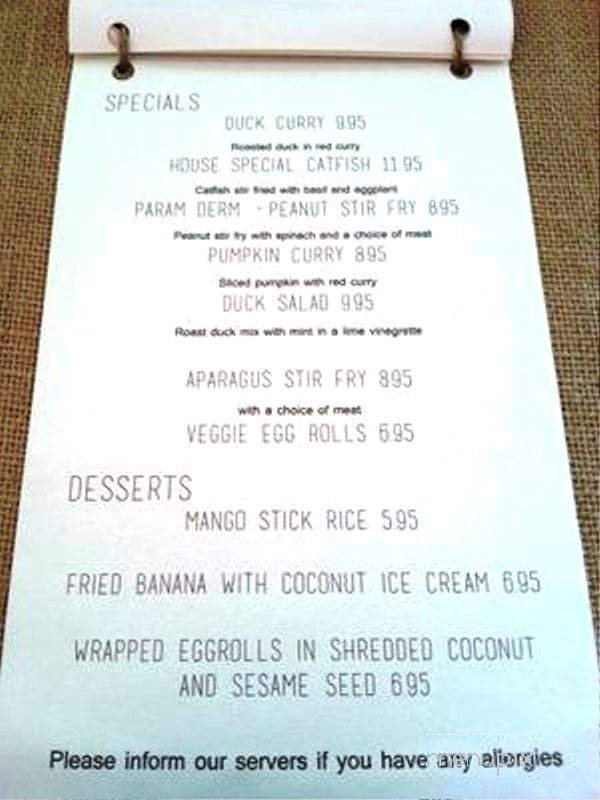 SPECIALS
DUCK CURRY 9.95
Roasted duck in red curry
HOUSE SPECIAL CATFISH 11.95
Catfish stir fried with basil and eggplant
PARAM DERM - PEANUT STIR FRY 8.95
Peanut stir fry with spinach and a choice of meat
PUMPKIN CURRY 8.95
Sliced pumpkin with red curry
DUCK SALAD 9.95
Roast duck mix with mint in a lime vinegrette
APARAGUS STIR FRY 8.95
with a choice of meat
VEGGIE EGG ROLLS 6.95
DESSERTS
MANGO STICK RICE 5.95
FRIED BANANA WITH COCONUT ICE CREAM 6.95
WRAPPED EGGROLLS IN SHREDDED COCONUT
AND SESAME SEED 6.95
Please inform our servers if you have any allergies